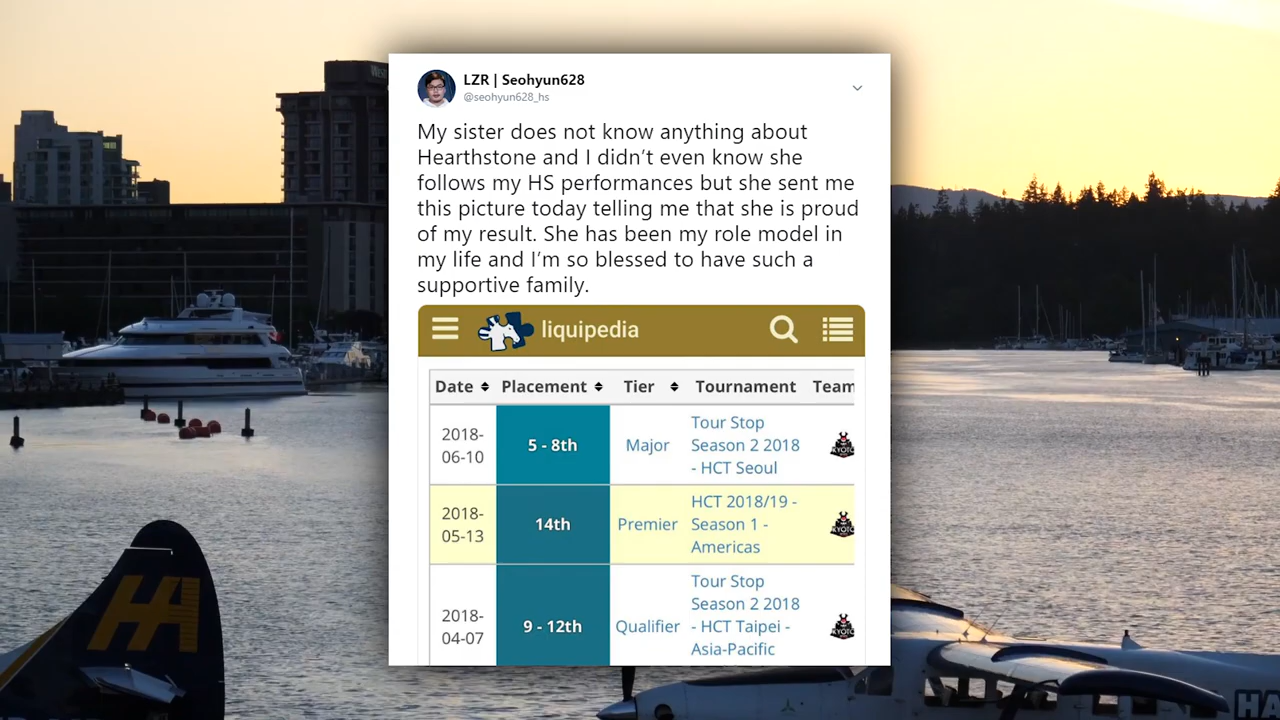 LZR | Seohyun628
@seohyun628_hs
My sister does not know anything about
Hearthstone and I didn’t even know she
follows my HS performances but she sent me
this picture today telling me that she is proud
of my result. She has been my role model in
my life and I’m so blessed to have such a
supportive family.
liquipedia
Date Placement Tier Tournament Team
2018-
06-10
5 - 8th
Major
Tour Stop
Season 2 2018
- HCT Seoul
KYOTO
2018-
05-13
14th
Premier
HCT 2018/19 -
Season 1 -
Americas
KYOTO
2018-
04-07
9 - 12th
Qualifier
Tour Stop
Season 2 2018
- HCT Taipei -
Asia-Pacific
KYOTO
HA
HA